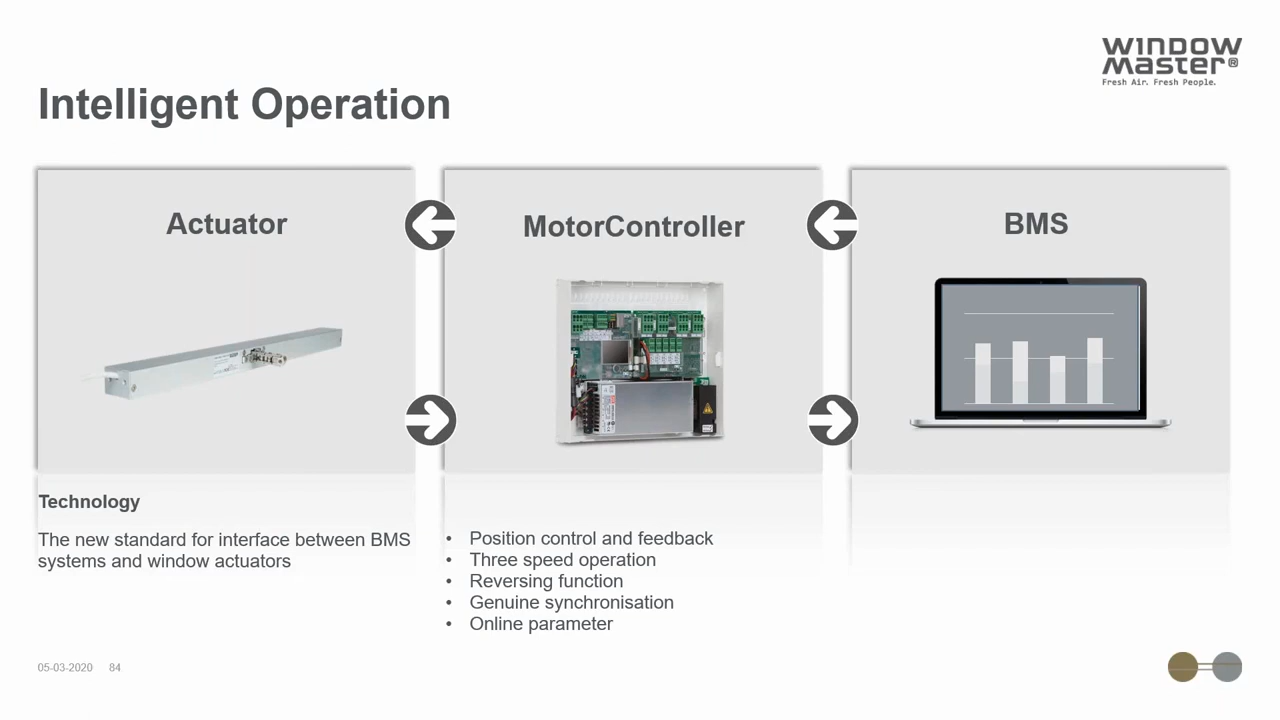 WINDOW
Master®
Fresh Air. Fresh People.
Intelligent Operation
Actuator
MotorController
BMS
Technology
The new standard for interface between BMS
systems and window actuators
• Position control and feedback
• Three speed operation
• Reversing function
• Genuine synchronisation
• Online parameter
05-03-2020 84